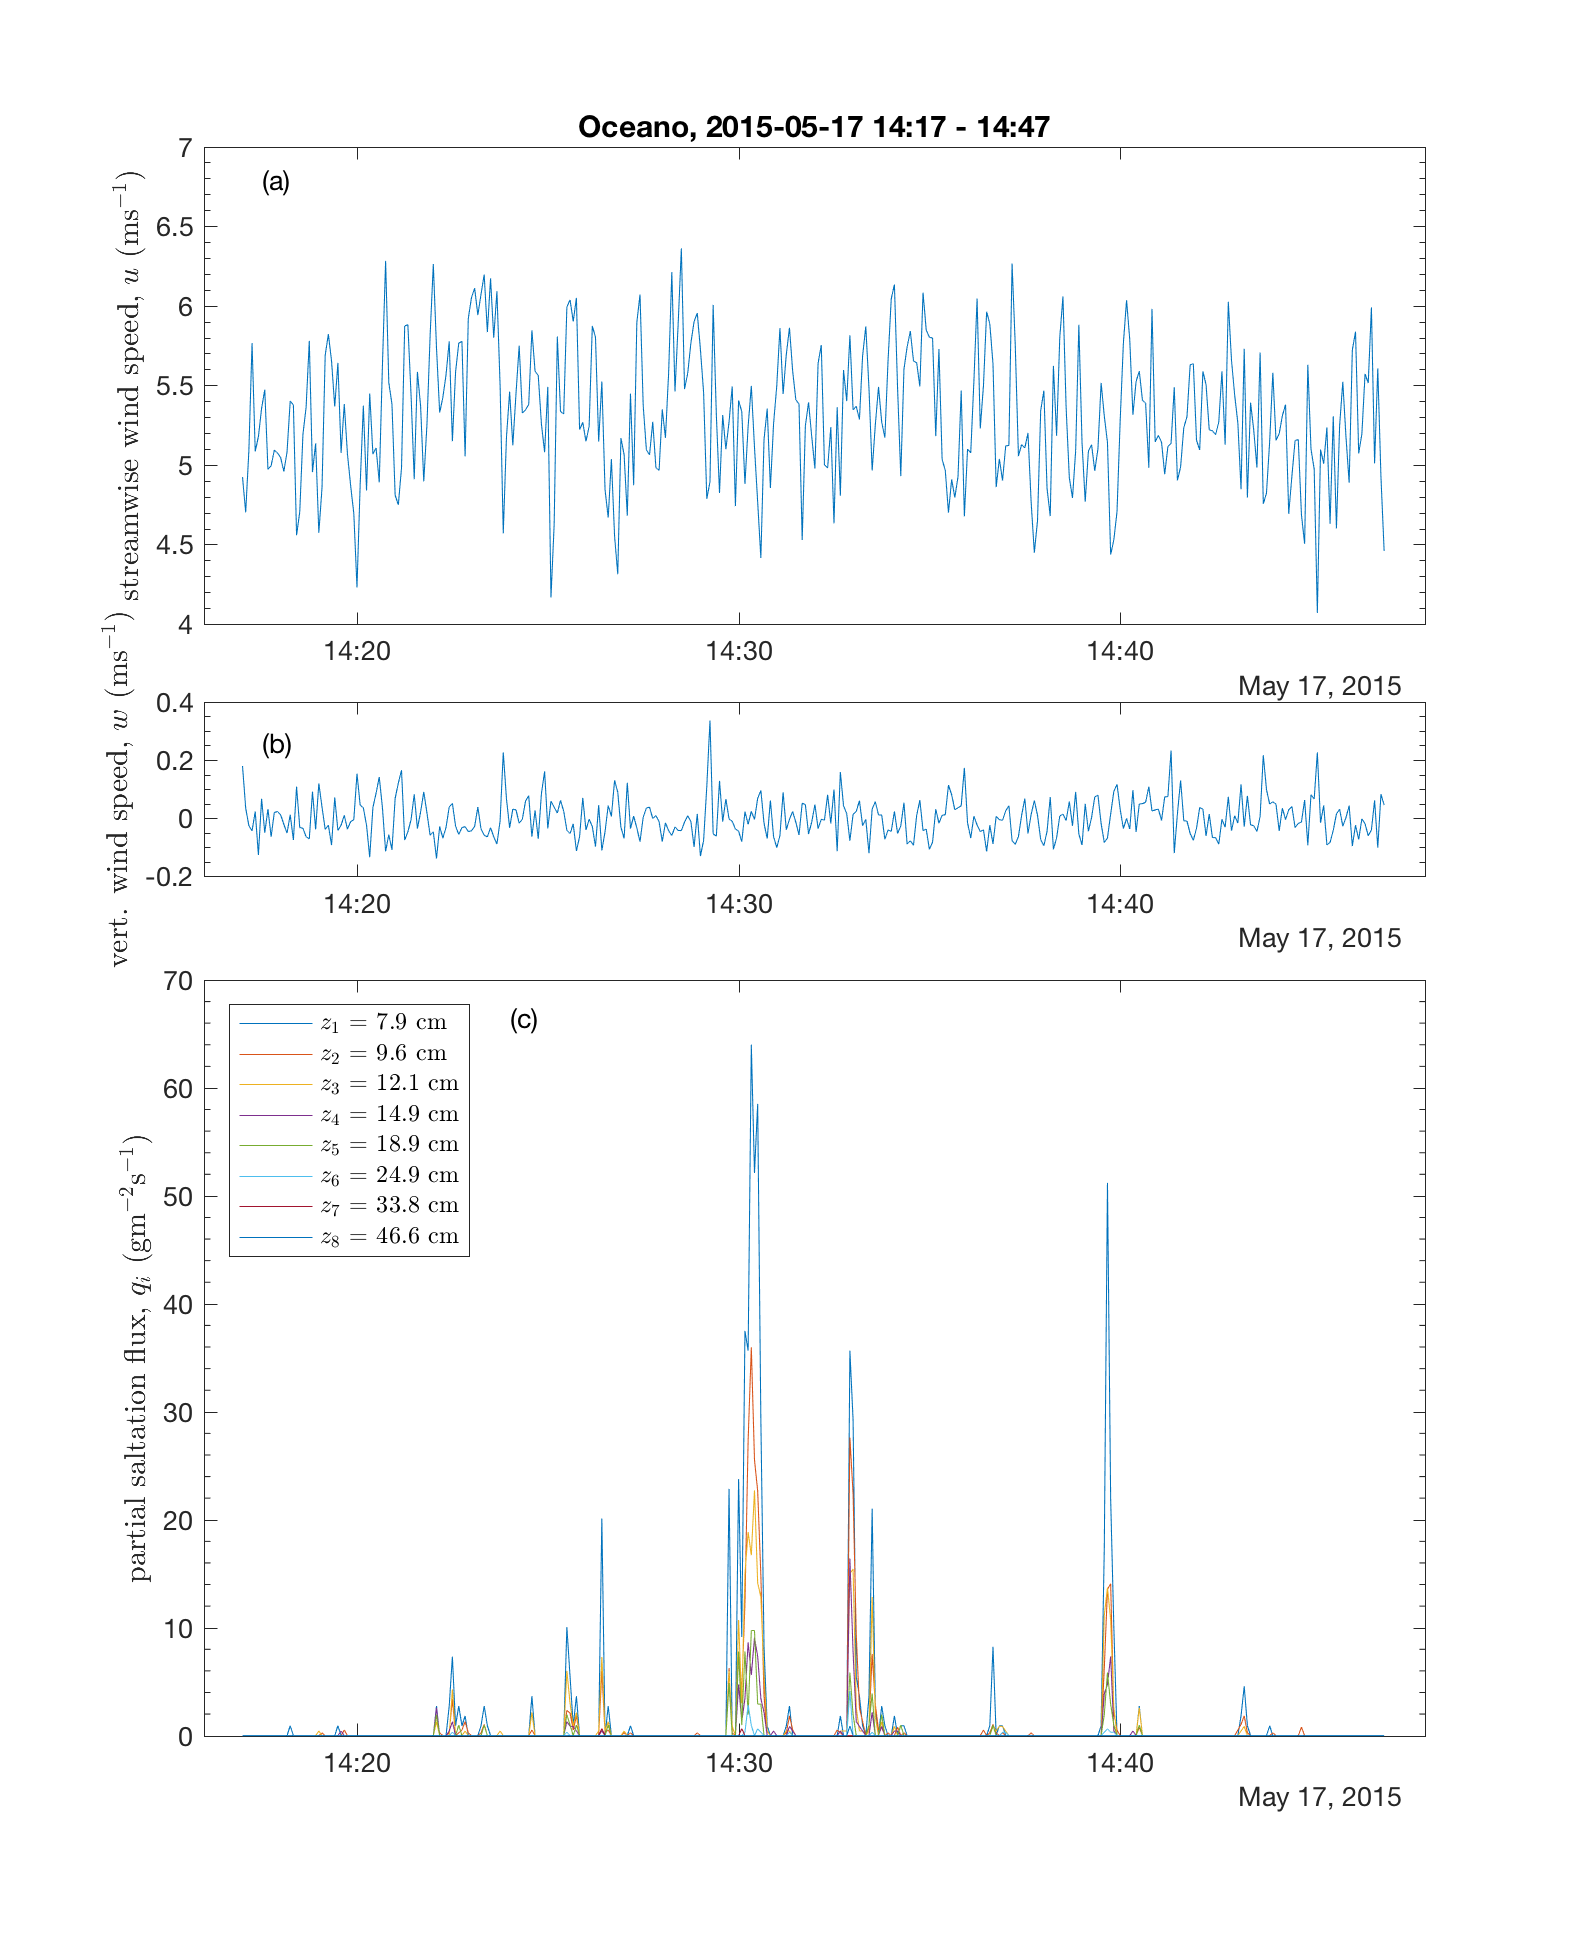 Oceano, 2015-05-17 14:17 - 14:47
(a)
streamwise wind speed, u (ms⁻¹)
7
6.5
6
5.5
5
4.5
4
14:20 14:30 14:40
May 17, 2015
(b)
vert. wind speed, w (ms⁻¹)
0.4
0.2
0
-0.2
14:20 14:30 14:40
May 17, 2015
(c)
partial saltation flux, qᵢ (gm⁻²s⁻¹)
70
60
50
40
30
20
10
0
z₁ = 7.9 cm
z₂ = 9.6 cm
z₃ = 12.1 cm
z₄ = 14.9 cm
z₅ = 18.9 cm
z₆ = 24.9 cm
z₇ = 33.8 cm
z₈ = 46.6 cm
14:20 14:30 14:40
May 17, 2015